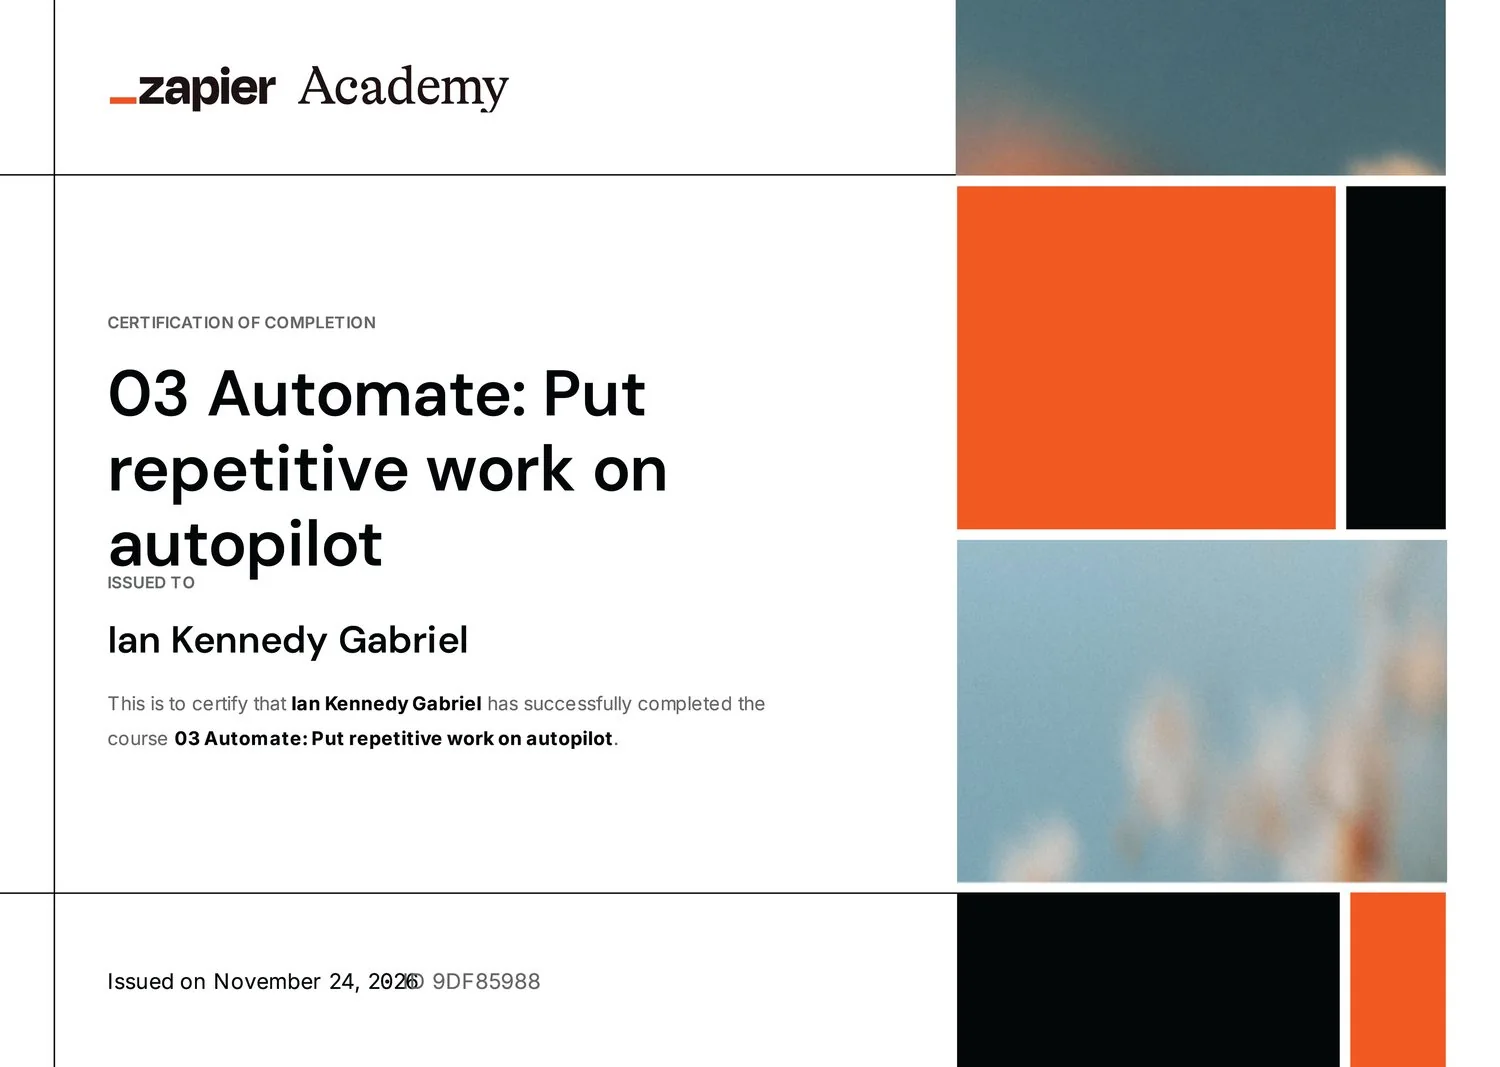 zapier Academy
CERTIFICATION OF COMPLETION
03 Automate: Put
repetitive work on
autopilot
ISSUED TO
Ian Kennedy Gabriel
This is to certify that Ian Kennedy Gabriel has successfully completed the
course 03 Automate: Put repetitive work on autopilot.
Issued on November 24, 2026 · ID 9DF85988